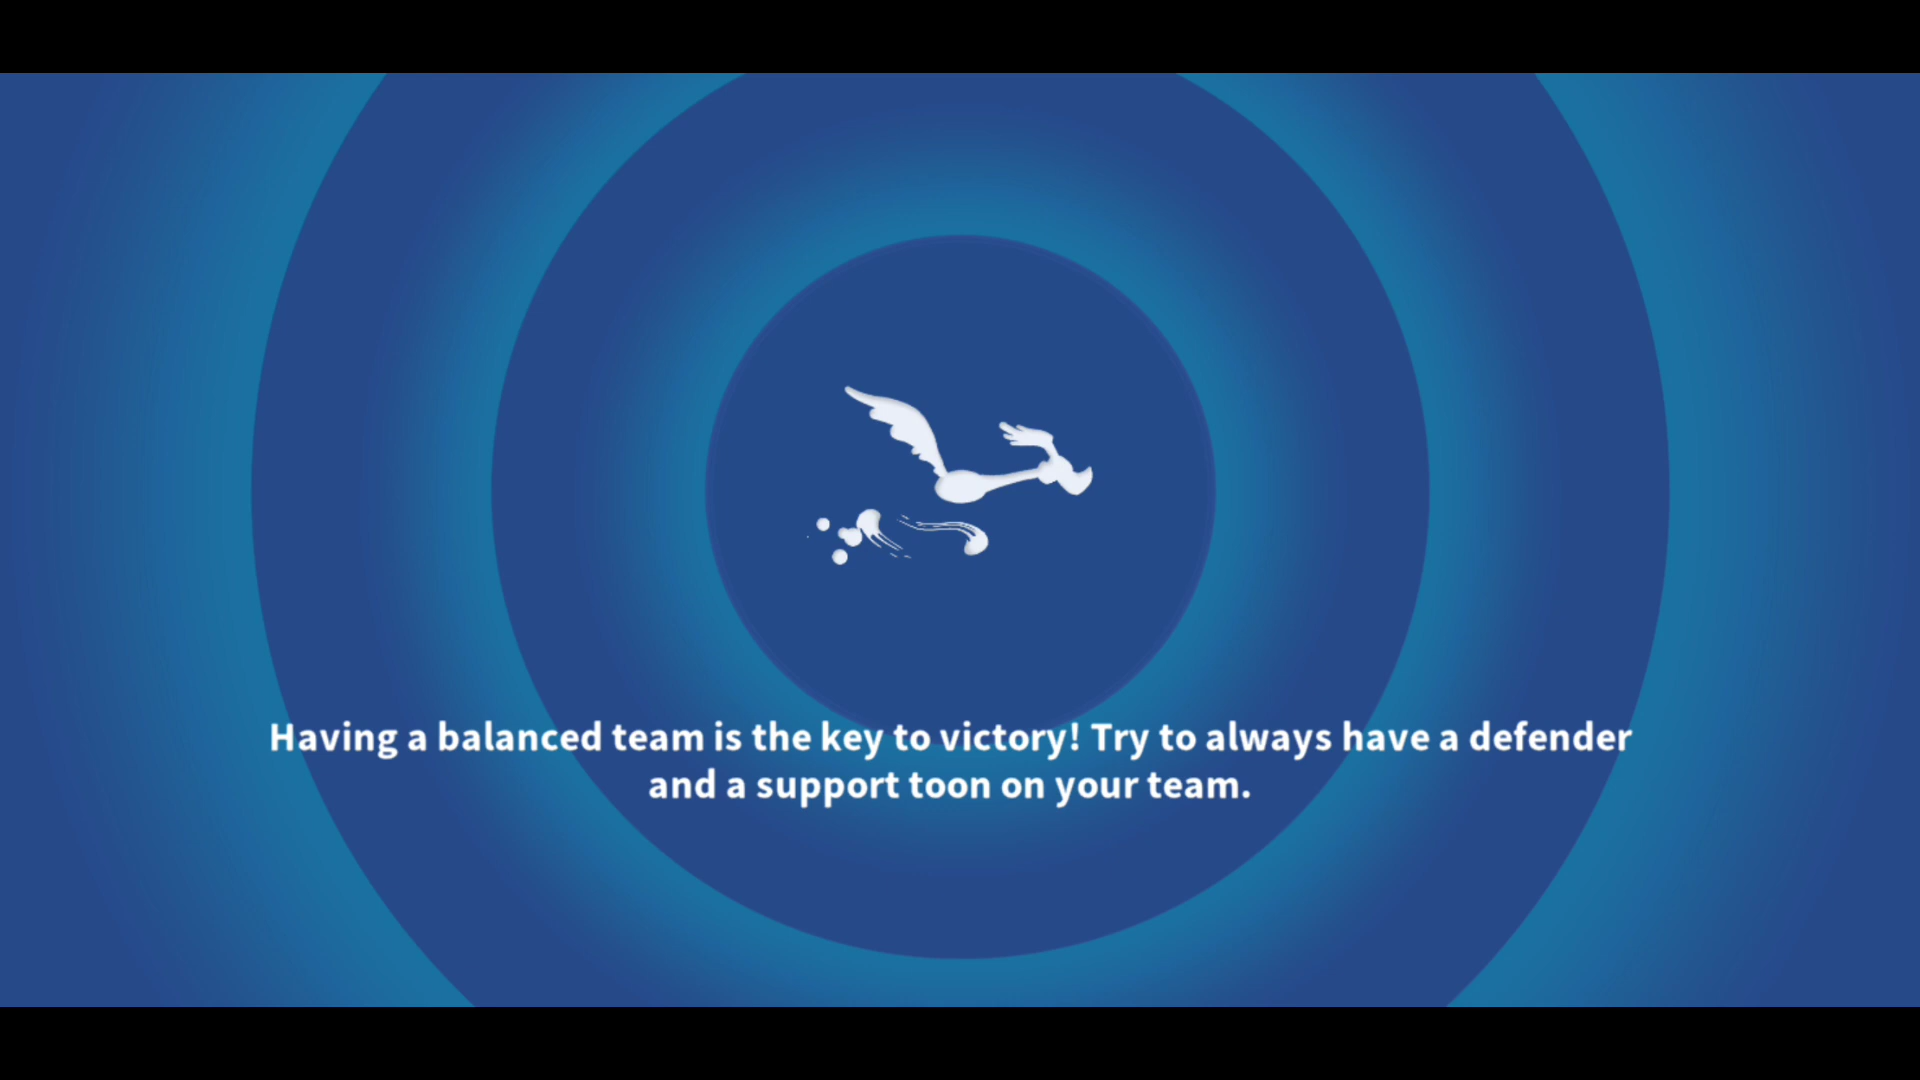 Having a balanced team is the key to victory! Try to always have a defender
and a support toon on your team.